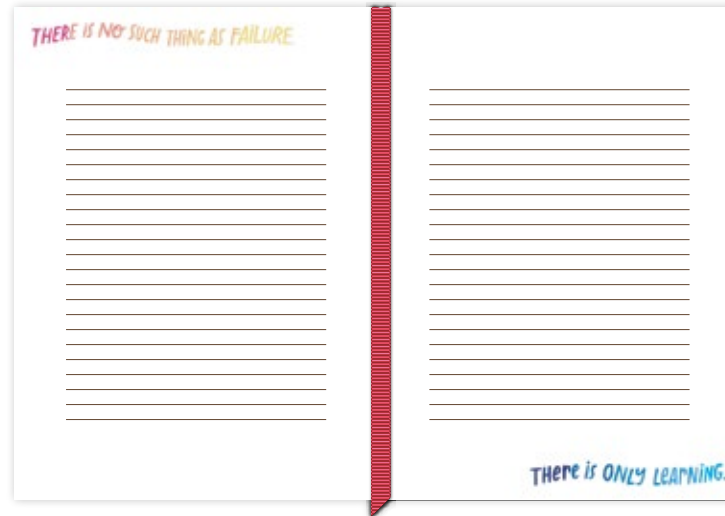 THERE IS NO SUCH THING AS FAILURE
THere is ONLY LeArNiNG.